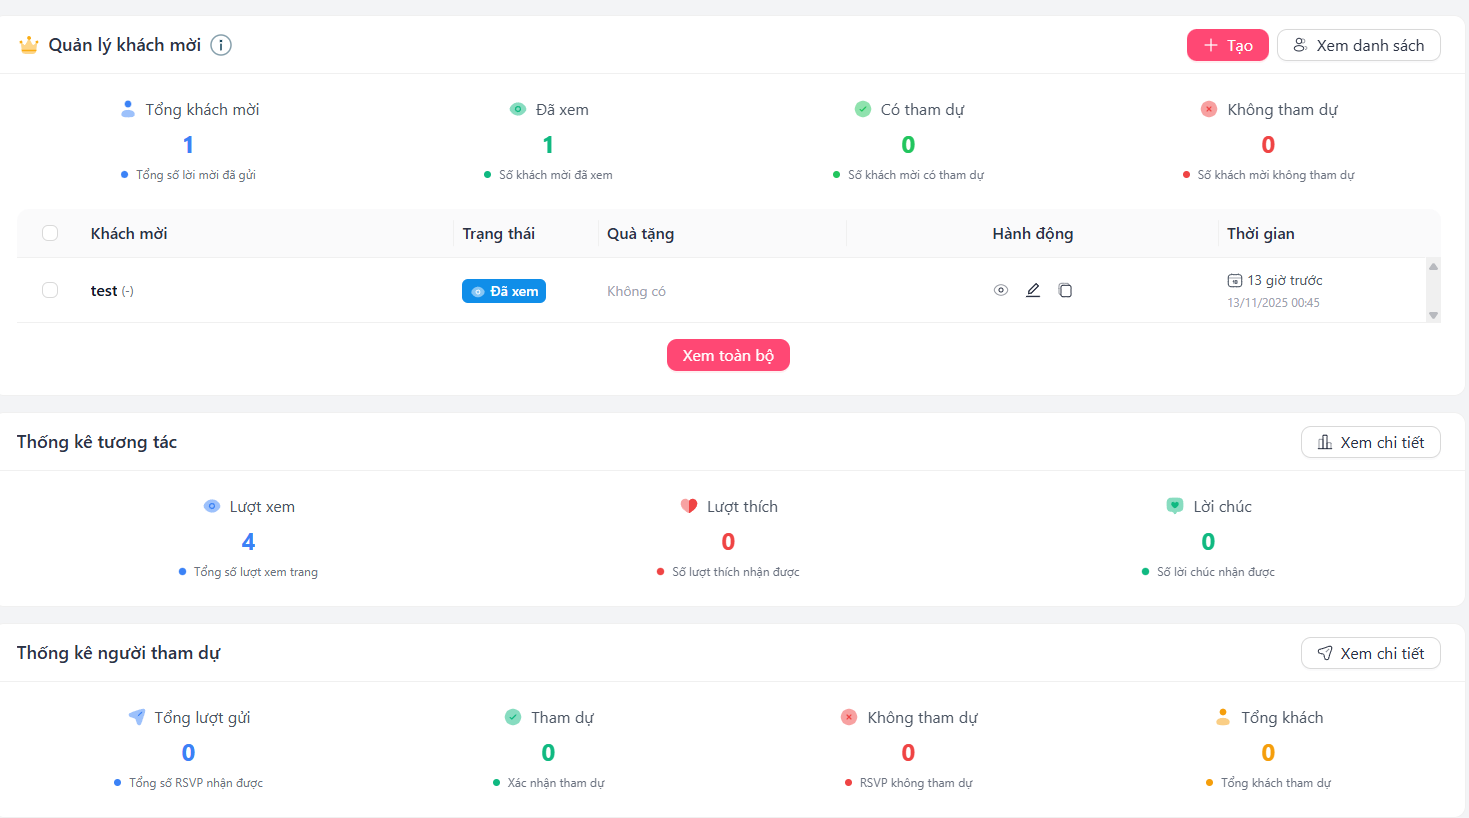 Quản lý khách mời
Tạo
Xem danh sách
Tổng khách mời
Đã xem
Có tham dự
Không tham dự
1
1
0
0
Tổng số lời mời đã gửi
Số khách mời đã xem
Số khách mời có tham dự
Số khách mời không tham dự
Khách mời
Trạng thái
Quà tặng
Hành động
Thời gian
test (-)
Đã xem
Không có
13 giờ trước
13/11/2025 00:45
Xem toàn bộ
Thống kê tương tác
Xem chi tiết
Lượt xem
Lượt thích
Lời chúc
4
0
0
Tổng số lượt xem trang
Số lượt thích nhận được
Số lời chúc nhận được
Thống kê người tham dự
Xem chi tiết
Tổng lượt gửi
Tham dự
Không tham dự
Tổng khách
0
0
0
0
Tổng số RSVP nhận được
Xác nhận tham dự
RSVP không tham dự
Tổng khách tham dự